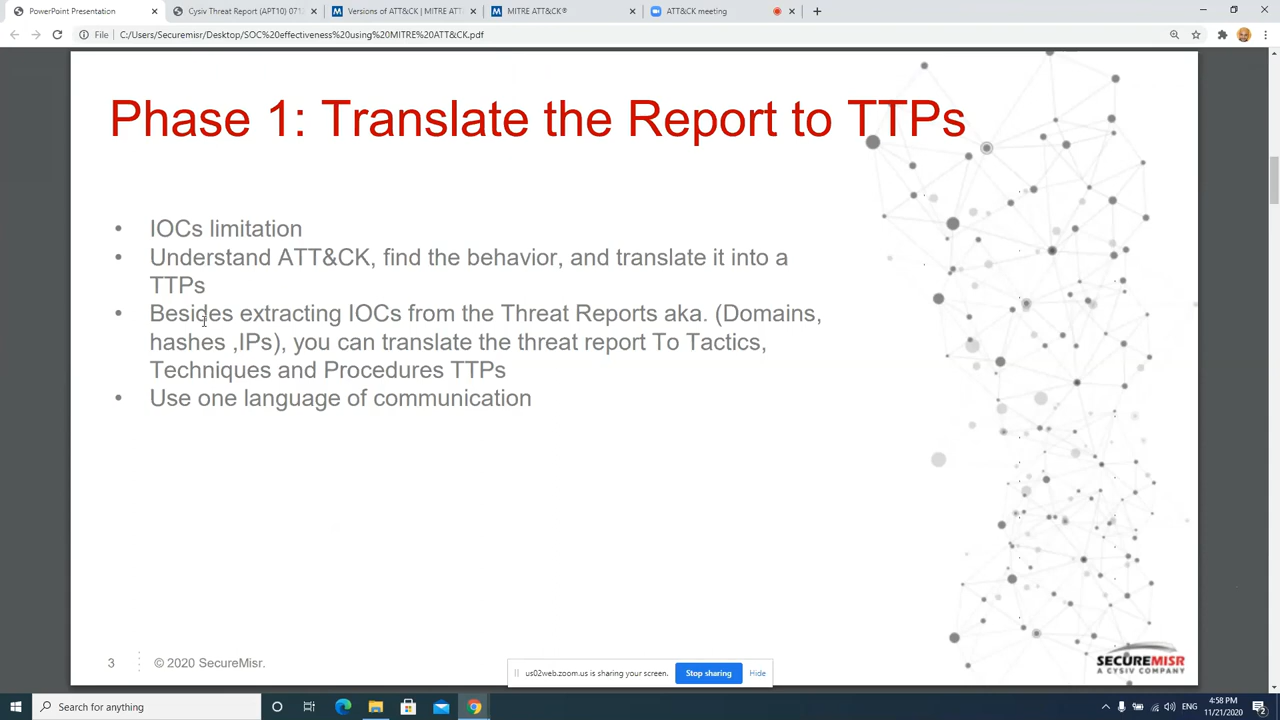 PowerPoint Presentation
Cysiv Threat Report (APT10) 071
Versions of ATT&CK | MITRE ATT
MITRE ATT&CK®
ATT&CK meeting
File
C:/Users/Securemisr/Desktop/SOC%20effectiveness%20using%20MITRE%20ATT&CK.pdf
Phase 1: Translate the Report to TTPs
• IOCs limitation
• Understand ATT&CK, find the behavior, and translate it into a
TTPs
• Besides extracting IOCs from the Threat Reports aka. (Domains,
hashes ,IPs), you can translate the threat report To Tactics,
Techniques and Procedures TTPs
• Use one language of communication
3
© 2020 SecureMisr.
SECUREMISR
A CYSIV COMPANY
us02web.zoom.us is sharing your screen.
Stop sharing
Hide
Search for anything
ENG
4:58 PM
11/21/2020
2